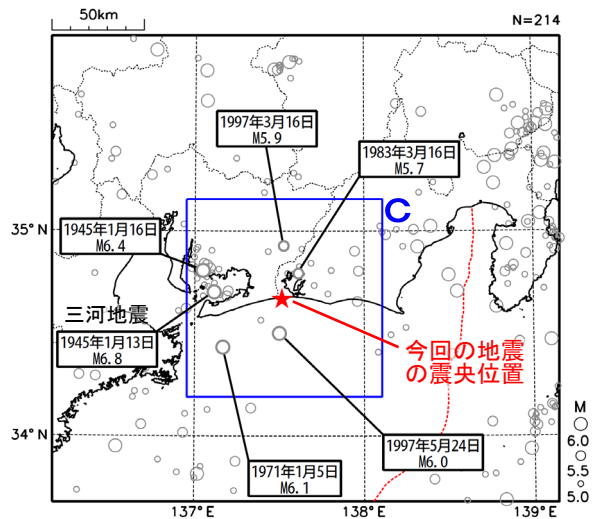 50km
N=214
1997年3月16日
M5.9
1983年3月16日
M5.7
C
35°N
1945年1月16日
M6.4
三河地震
1945年1月13日
M6.8
今回の地震
の震央位置
34°N
1971年1月5日
M6.1
1997年5月24日
M6.0
M
6.0
5.5
5.0
137°E
138°E
139°E